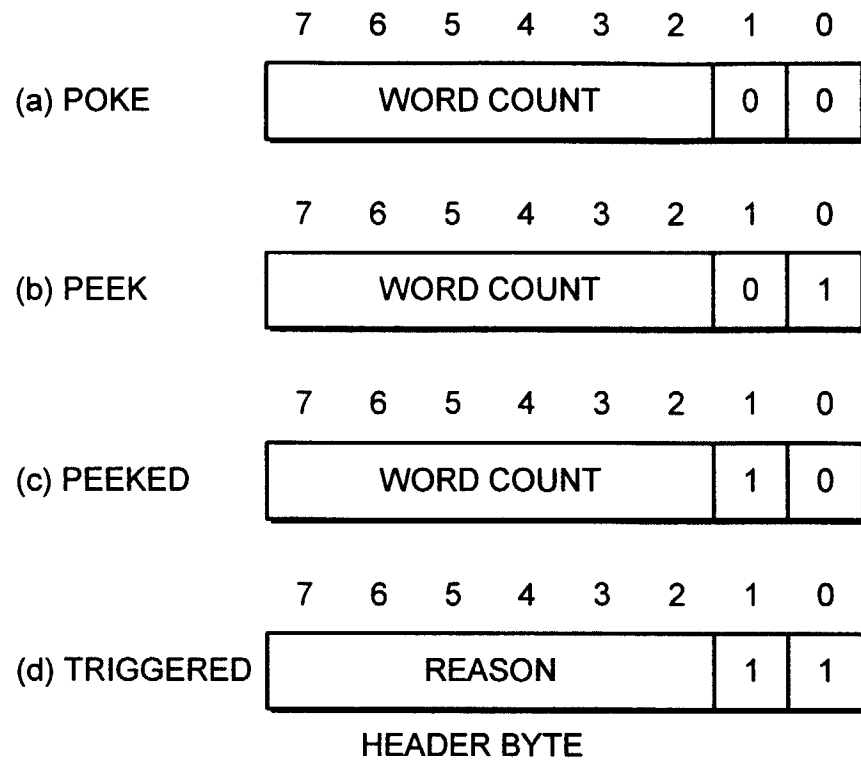 7 6 5 4 3 2 1 0
(a) POKE WORD COUNT 0 0
7 6 5 4 3 2 1 0
(b) PEEK WORD COUNT 0 1
7 6 5 4 3 2 1 0
(c) PEEKED WORD COUNT 1 0
7 6 5 4 3 2 1 0
(d) TRIGGERED REASON 1 1
HEADER BYTE